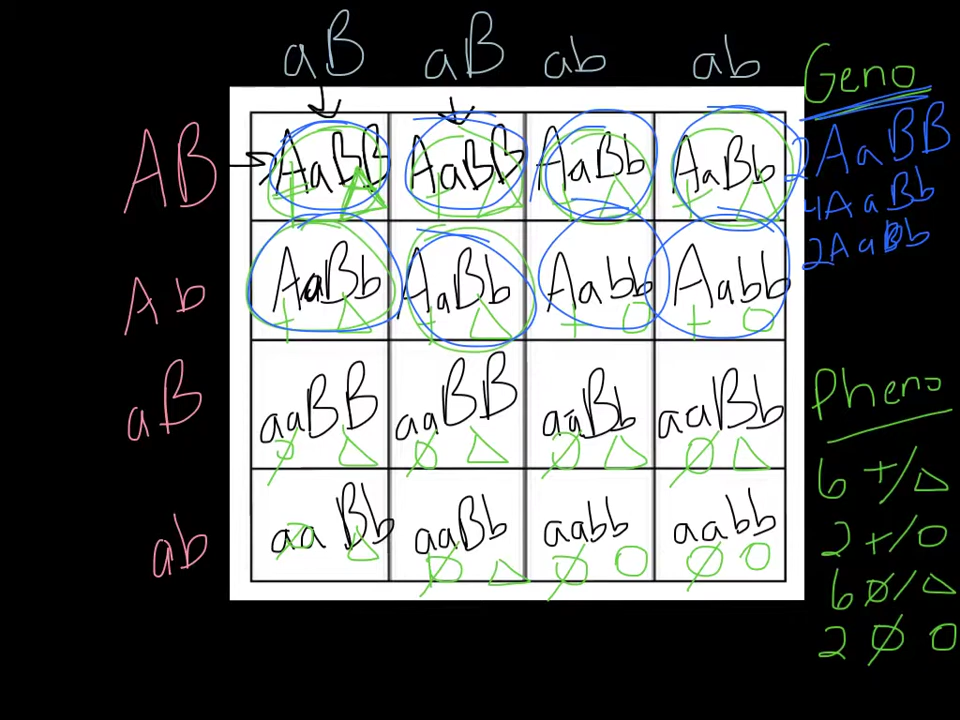 aB aB ab ab
Geno
AB AaBB AaBB AaBb AaBb
2AaBB
4AaBb
2Aabb
Ab AaBb AaBb Aabb Aabb
aB aaBB aaBB aaBb aaBb
Pheno
6 +/△
2 +/O
6 Ø/△
2 Ø O
ab aaBb aaBb aabb aabb